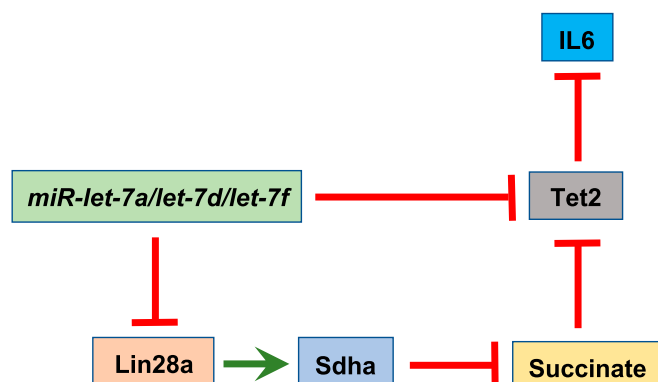 IL6
miR-let-7a/let-7d/let-7f
Tet2
Lin28a
Sdha
Succinate